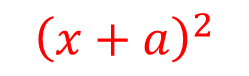 (x + a)²